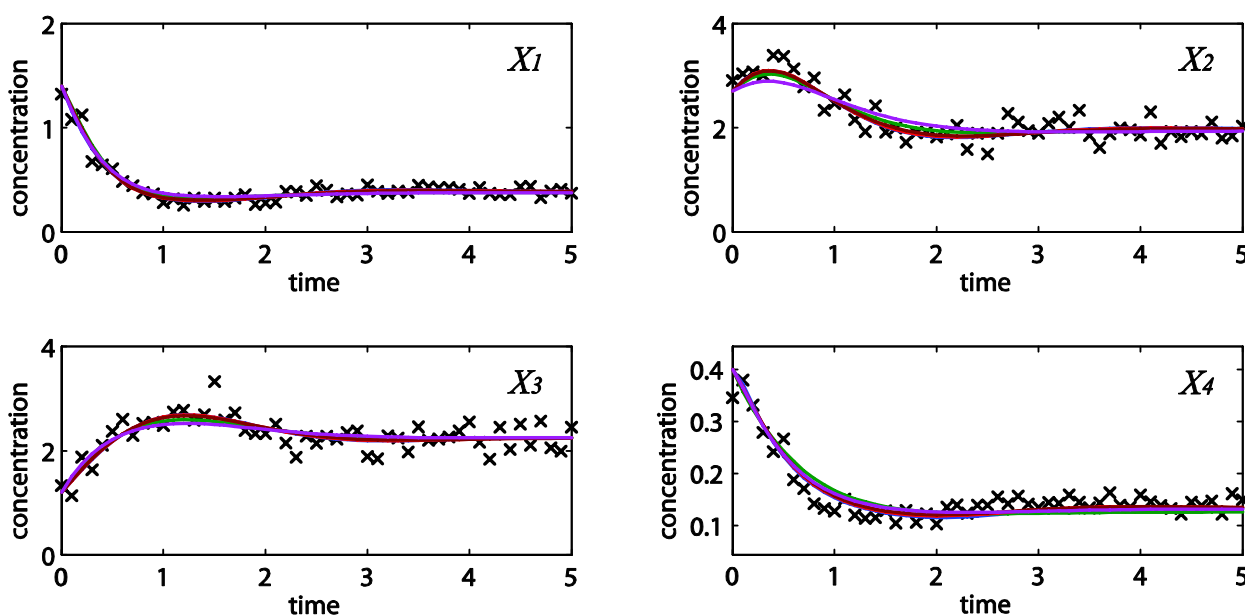 2
1
0
concentration
X1
0 1 2 3 4 5
time
4
2
0
concentration
X2
0 1 2 3 4 5
time
4
2
0
concentration
X3
0 1 2 3 4 5
time
0.4
0.3
0.2
0.1
concentration
X4
0 1 2 3 4 5
time